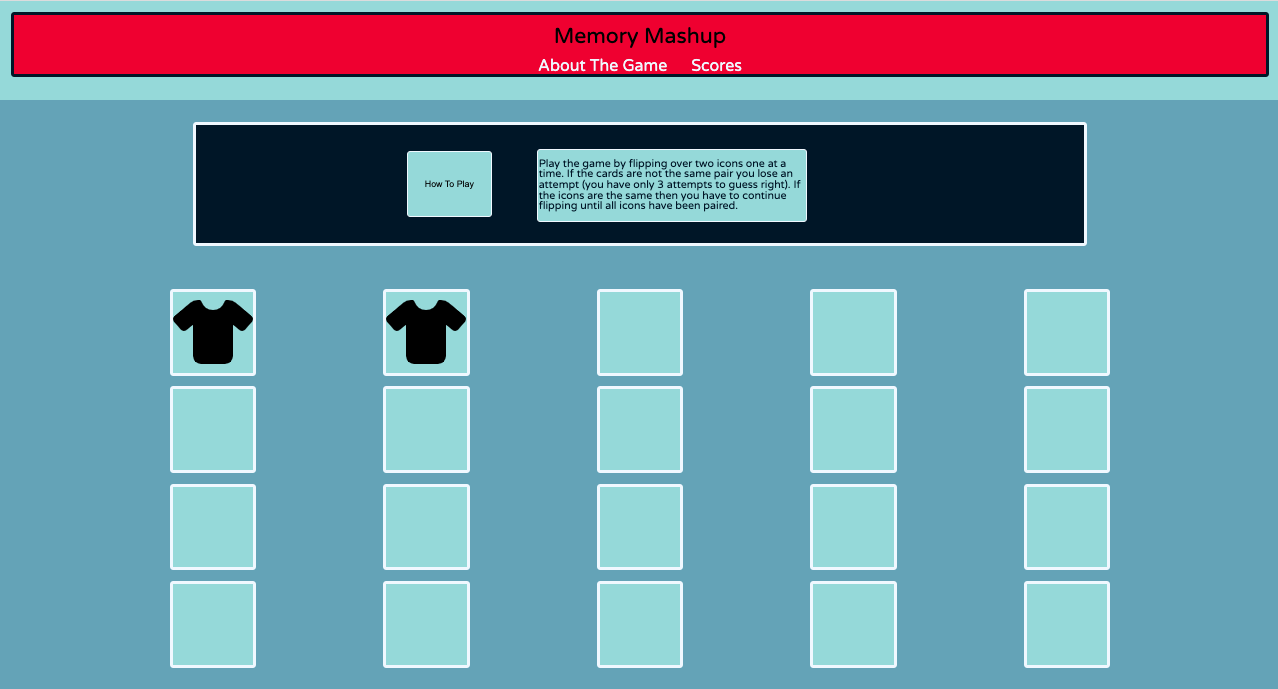 Memory Mashup
About The Game Scores
How To Play
Play the game by flipping over two icons one at a
time. If the cards are not the same pair you lose an
attempt (you have only 3 attempts to guess right). If
the icons are the same then you have to continue
flipping until all icons have been paired.